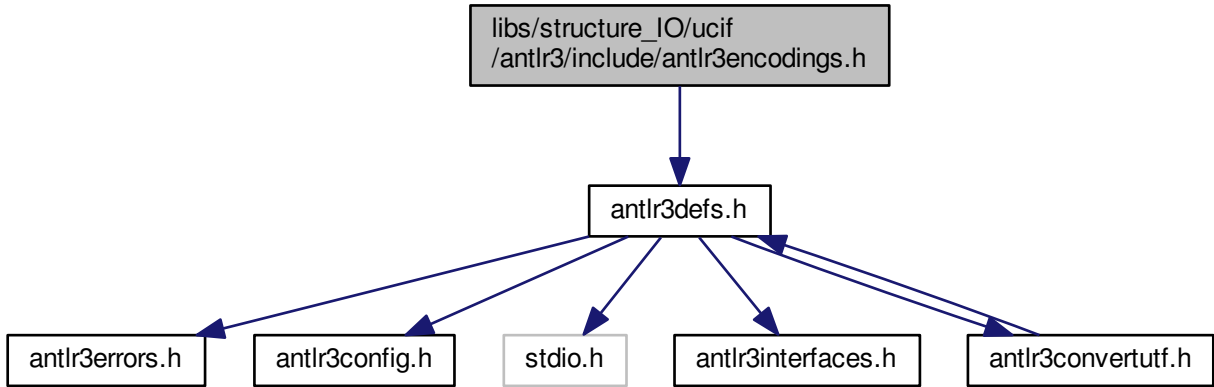 libs/structure_IO/ucif
/antlr3/include/antlr3encodings.h
antlr3defs.h
antlr3errors.h
antlr3config.h
stdio.h
antlr3interfaces.h
antlr3convertutf.h